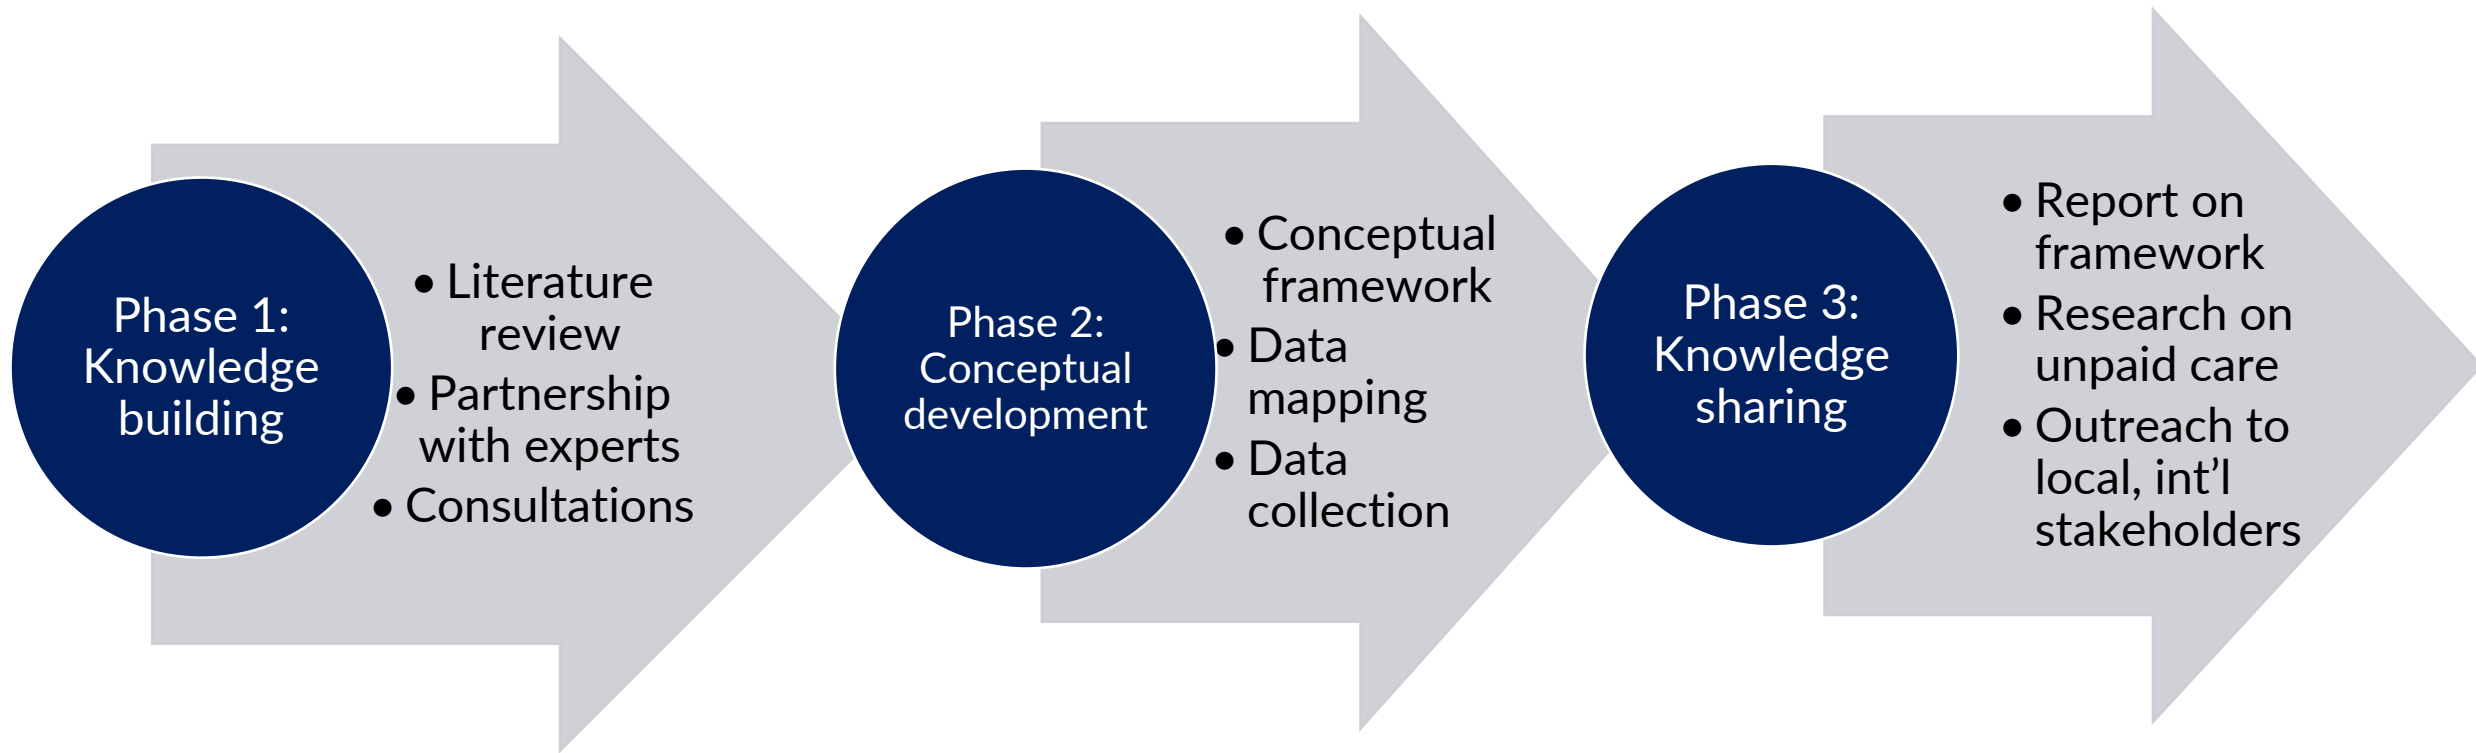 Phase 1:
Knowledge
building
• Literature
review
• Partnership
with experts
• Consultations
Phase 2:
Conceptual
development
• Conceptual
framework
• Data
mapping
• Data
collection
Phase 3:
Knowledge
sharing
• Report on
framework
• Research on
unpaid care
• Outreach to
local, int’l
stakeholders